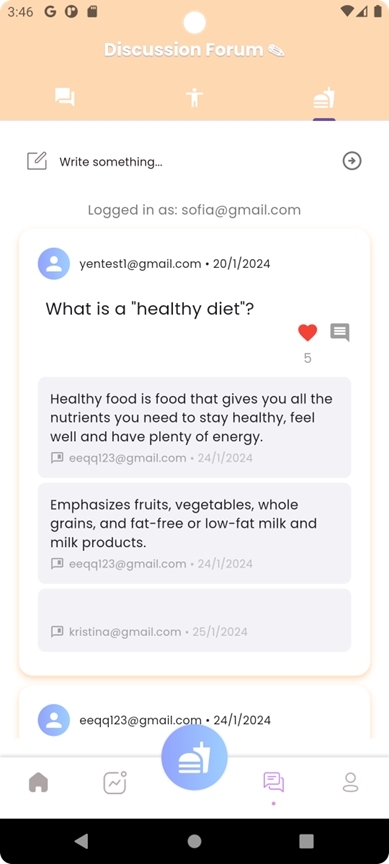 3:46
Discussion Forum
Write something...
Logged in as: sofia@gmail.com
yentest1@gmail.com • 20/1/2024
What is a "healthy diet"?
5
Healthy food is food that gives you all the
nutrients you need to stay healthy, feel
well and have plenty of energy.
eeqq123@gmail.com • 24/1/2024
Emphasizes fruits, vegetables, whole
grains, and fat-free or low-fat milk and
milk products.
eeqq123@gmail.com • 24/1/2024
kristina@gmail.com • 25/1/2024
eeqq123@gmail.com • 24/1/2024